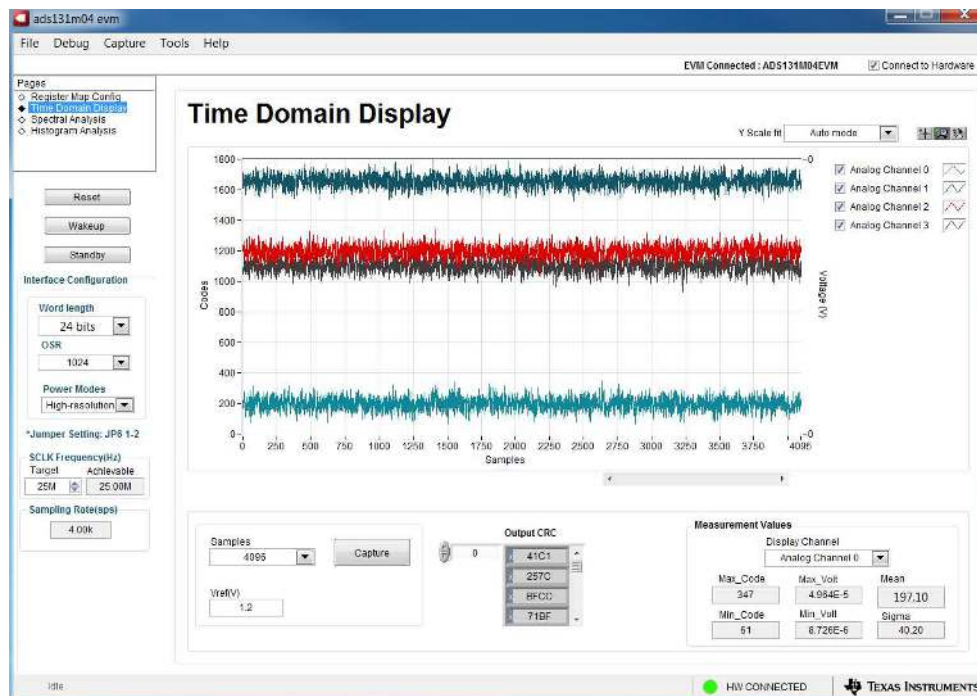 ads131m04 evm
File Debug Capture Tools Help
EVM Connected : ADS131M04EVM Connect to Hardware
Pages
Register Map Config
Time Domain Display
Spectral Analysis
Histogram Analysis
Reset
Wakeup
Standby
Interface Configuration
Word length
24 bits
OSR
1024
Power Modes
High-resolution
*Jumper Setting: JP6 1-2
SCLK Frequency(Hz)
Target Achievable
25M 25.00M
Sampling Rate(sps)
4.00k
Time Domain Display
Y Scale fit Auto mode
1800
1600
1400
1200
1000
800
600
400
200
0
Codes
0 250 500 750 1000 1250 1500 1750 2000 2250 2500 2750 3000 3250 3500 3750 4095
Samples
0
0
Voltage (V)
Analog Channel 0
Analog Channel 1
Analog Channel 2
Analog Channel 3
Samples
4096
Capture
Vref(V)
1.2
Output CRC
0
x 41C1
x 257C
x BFCC
x 71BF
Measurement Values
Display Channel
Analog Channel 0
Max_Code Max_Volt Mean
347 4.964E-5 197.10
Min_Code Min_Volt Sigma
61 8.726E-6 40.20
Idle
HW CONNECTED
TEXAS INSTRUMENTS